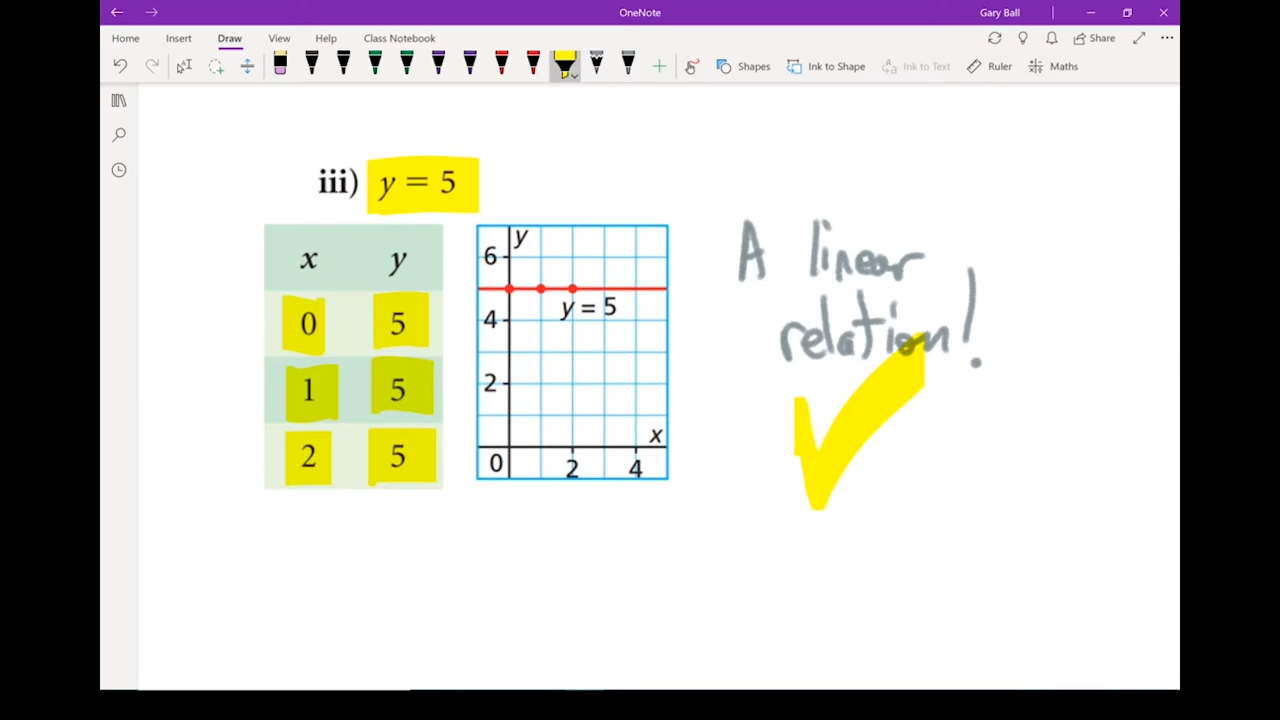 OneNote
Gary Ball
Home Insert Draw View Help Class Notebook
Share
Shapes Ink to Shape Ink to Text Ruler Maths
iii) y = 5
x y
0 5
1 5
2 5
y
6
4
2
0 2 4
x
y = 5
A linear
relation!